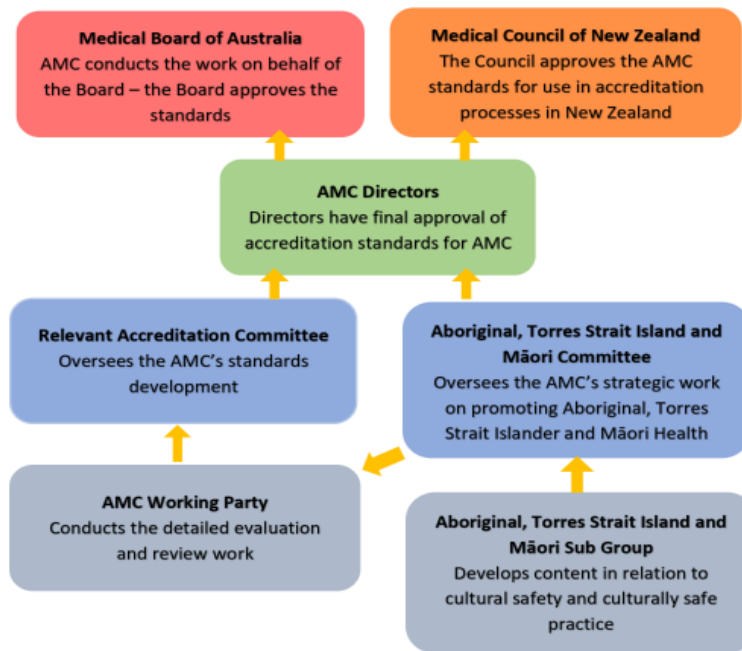 Medical Board of Australia
AMC conducts the work on behalf of
the Board – the Board approves the
standards
Medical Council of New Zealand
The Council approves the AMC
standards for use in accreditation
processes in New Zealand
AMC Directors
Directors have final approval of
accreditation standards for AMC
Relevant Accreditation Committee
Oversees the AMC's standards
development
Aboriginal, Torres Strait Island and
Māori Committee
Oversees the AMC's strategic work
on promoting Aboriginal, Torres
Strait Islander and Māori Health
AMC Working Party
Conducts the detailed evaluation
and review work
Aboriginal, Torres Strait Island and
Māori Sub Group
Develops content in relation to
cultural safety and culturally safe
practice